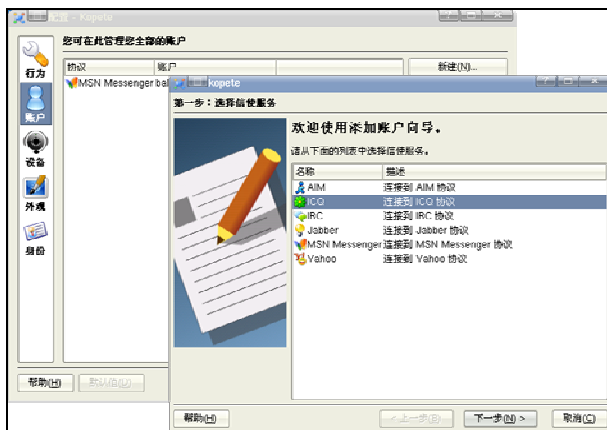 配置 - Kopete
您可在此管理您全部的账户
行为
账户
设备
外观
身份
协议 账户
新建(N)...
MSN Messenger
帮助(H)
默认值(D)
kopete
第一步：选择信使服务
欢迎使用添加账户向导。
请从下面的列表中选择信使服务。
名称 描述
AIM 连接到 AIM 协议
ICQ 连接到 ICQ 协议
IRC 连接到 IRC 协议
Jabber 连接到 Jabber 协议
MSN Messenger 连接到 MSN Messenger 协议
Yahoo 连接到 Yahoo 协议
帮助(H)
< 上一步(B)
下一步(N) >
取消(C)